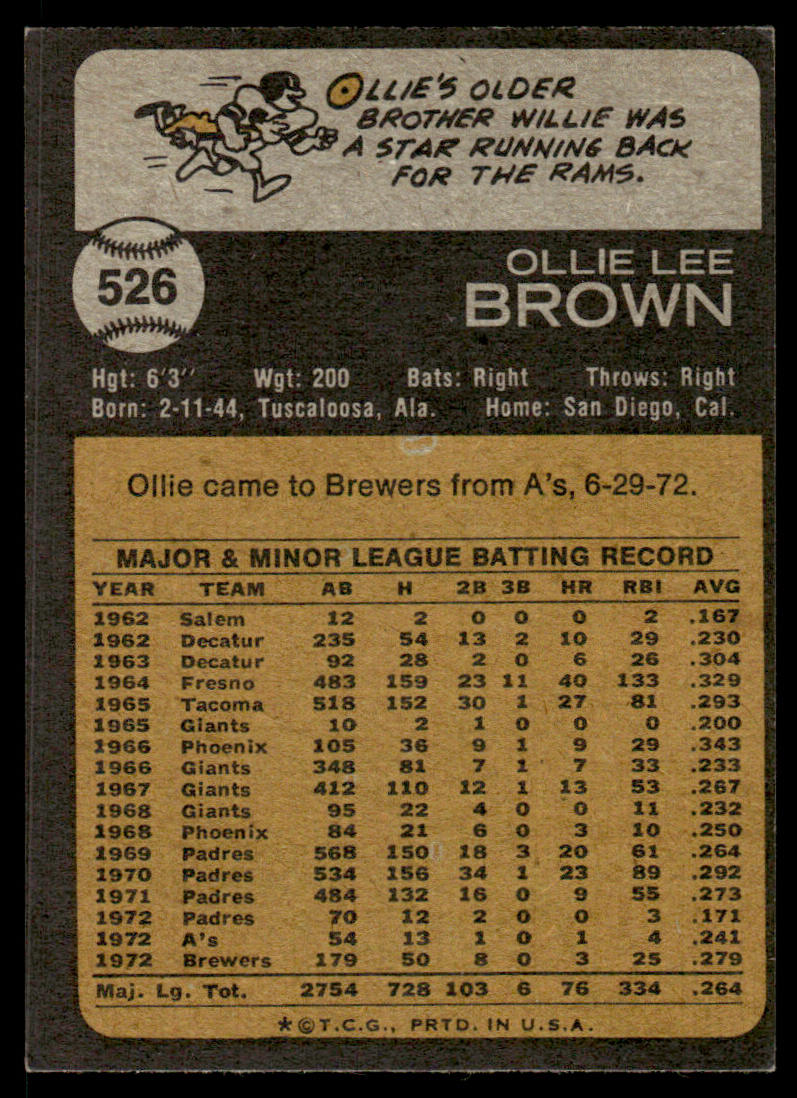 OLLIE'S OLDER
BROTHER WILLIE WAS
A STAR RUNNING BACK
FOR THE RAMS.
526
OLLIE LEE
BROWN
Hgt: 6'3" Wgt: 200 Bats: Right Throws: Right
Born: 2-11-44, Tuscaloosa, Ala. Home: San Diego, Cal.
Ollie came to Brewers from A's, 6-29-72.
MAJOR & MINOR LEAGUE BATTING RECORD
YEAR TEAM AB H 2B 3B HR RBI AVG
1962 Salem 12 2 0 0 0 2 .167
1962 Decatur 235 54 13 2 10 29 .230
1963 Decatur 92 28 2 0 6 26 .304
1964 Fresno 483 159 23 11 40 133 .329
1965 Tacoma 518 152 30 1 27 81 .293
1965 Giants 10 2 1 0 0 0 .200
1966 Phoenix 105 36 9 1 9 29 .343
1966 Giants 348 81 7 1 7 33 .233
1967 Giants 412 110 12 1 13 53 .267
1968 Giants 95 22 4 0 0 11 .232
1968 Phoenix 84 21 6 0 3 10 .250
1969 Padres 568 150 18 3 20 61 .264
1970 Padres 534 156 34 1 23 89 .292
1971 Padres 484 132 16 0 9 55 .273
1972 Padres 70 12 2 0 0 3 .171
1972 A's 54 13 1 0 1 4 .241
1972 Brewers 179 50 8 0 3 25 .279
Maj. Lg. Tot. 2754 728 103 6 76 334 .264
*©T.C.G., PRTD. IN U.S.A.